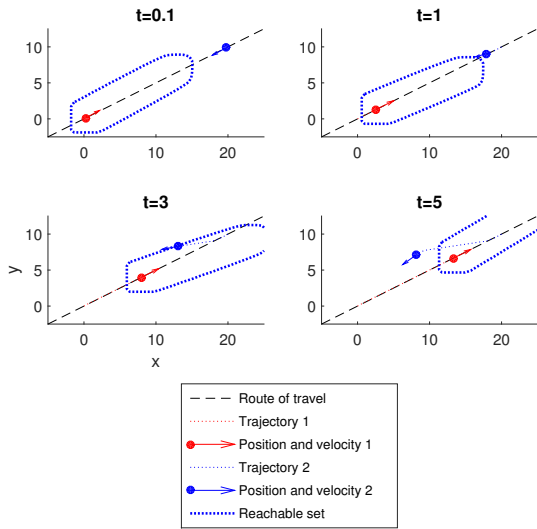 t=0.1
t=1
10
5
0
0
10
20
10
5
0
0
10
20
t=3
t=5
y
10
5
0
0
10
20
x
10
5
0
0
10
20
Route of travel
Trajectory 1
Position and velocity 1
Trajectory 2
Position and velocity 2
Reachable set